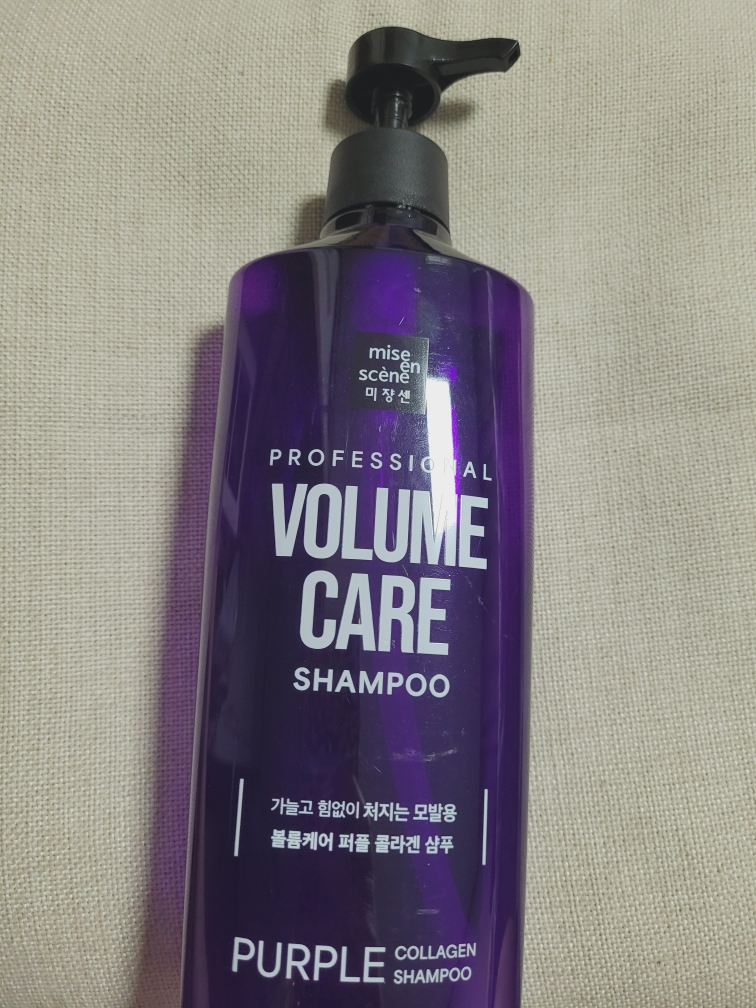 mise
en
scène
미쟝센
PROFESSIONAL
VOLUME
CARE
SHAMPOO
가늘고 힘없이 처지는 모발용
볼륨케어 퍼플 콜라겐 샴푸
PURPLE COLLAGEN
SHAMPOO